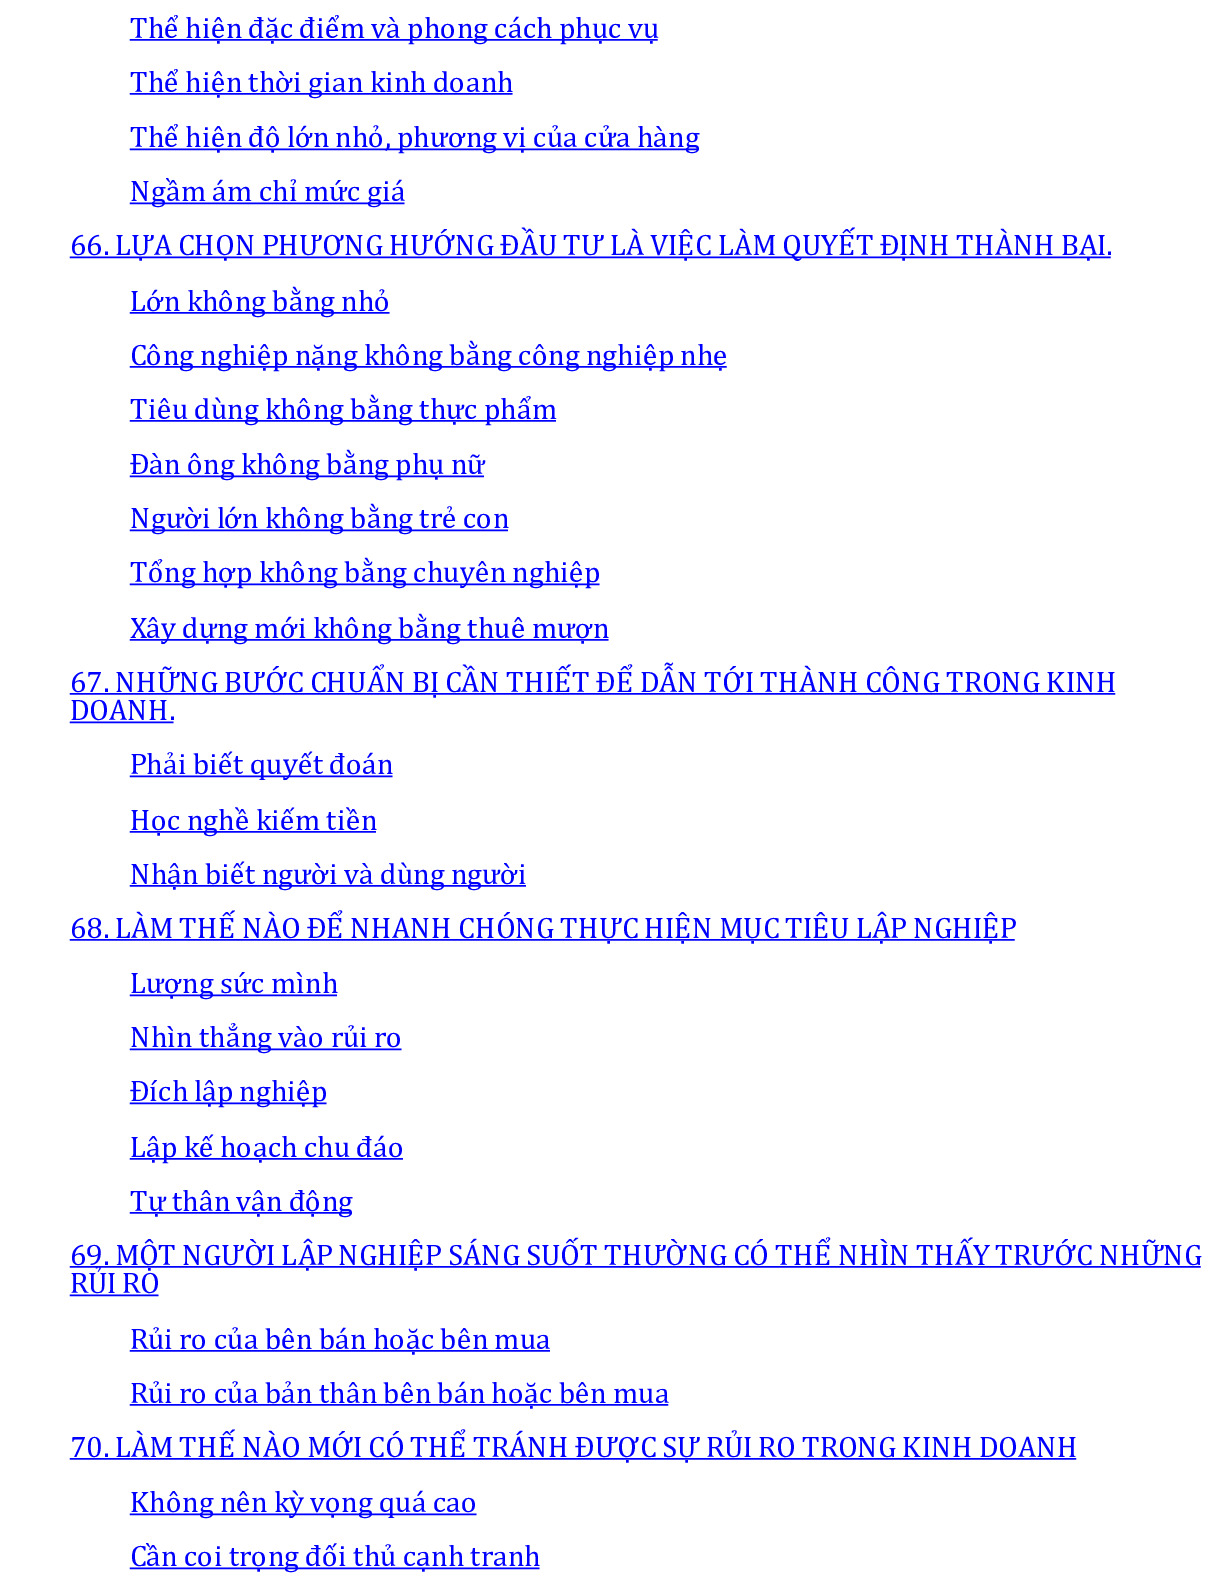 Thể hiện đặc điểm và phong cách phục vụ
Thể hiện thời gian kinh doanh
Thể hiện độ lớn nhỏ, phương vị của cửa hàng
Ngầm ám chỉ mức giá
66. LỰA CHỌN PHƯƠNG HƯỚNG ĐẦU TƯ LÀ VIỆC LÀM QUYẾT ĐỊNH THÀNH BẠI.
Lớn không bằng nhỏ
Công nghiệp nặng không bằng công nghiệp nhẹ
Tiêu dùng không bằng thực phẩm
Đàn ông không bằng phụ nữ
Người lớn không bằng trẻ con
Tổng hợp không bằng chuyên nghiệp
Xây dựng mới không bằng thuê mượn
67. NHỮNG BƯỚC CHUẨN BỊ CẦN THIẾT ĐỂ DẪN TỚI THÀNH CÔNG TRONG KINH
DOANH.
Phải biết quyết đoán
Học nghề kiếm tiền
Nhận biết người và dùng người
68. LÀM THẾ NÀO ĐỂ NHANH CHÓNG THỰC HIỆN MỤC TIÊU LẬP NGHIỆP
Lượng sức mình
Nhìn thẳng vào rủi ro
Đích lập nghiệp
Lập kế hoạch chu đáo
Tự thân vận động
69. MỘT NGƯỜI LẬP NGHIỆP SÁNG SUỐT THƯỜNG CÓ THỂ NHÌN THẤY TRƯỚC NHỮNG
RỦI RO
Rủi ro của bên bán hoặc bên mua
Rủi ro của bản thân bên bán hoặc bên mua
70. LÀM THẾ NÀO MỚI CÓ THỂ TRÁNH ĐƯỢC SỰ RỦI RO TRONG KINH DOANH
Không nên kỳ vọng quá cao
Cần coi trọng đối thủ cạnh tranh